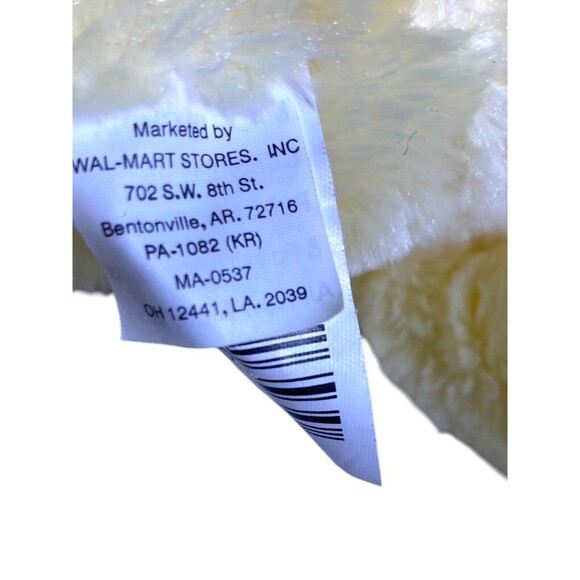 Marketed by
WAL-MART STORES. INC
702 S.W. 8th St.
Bentonville, AR. 72716
PA-1082 (KR)
MA-0537
OH 12441, LA. 2039